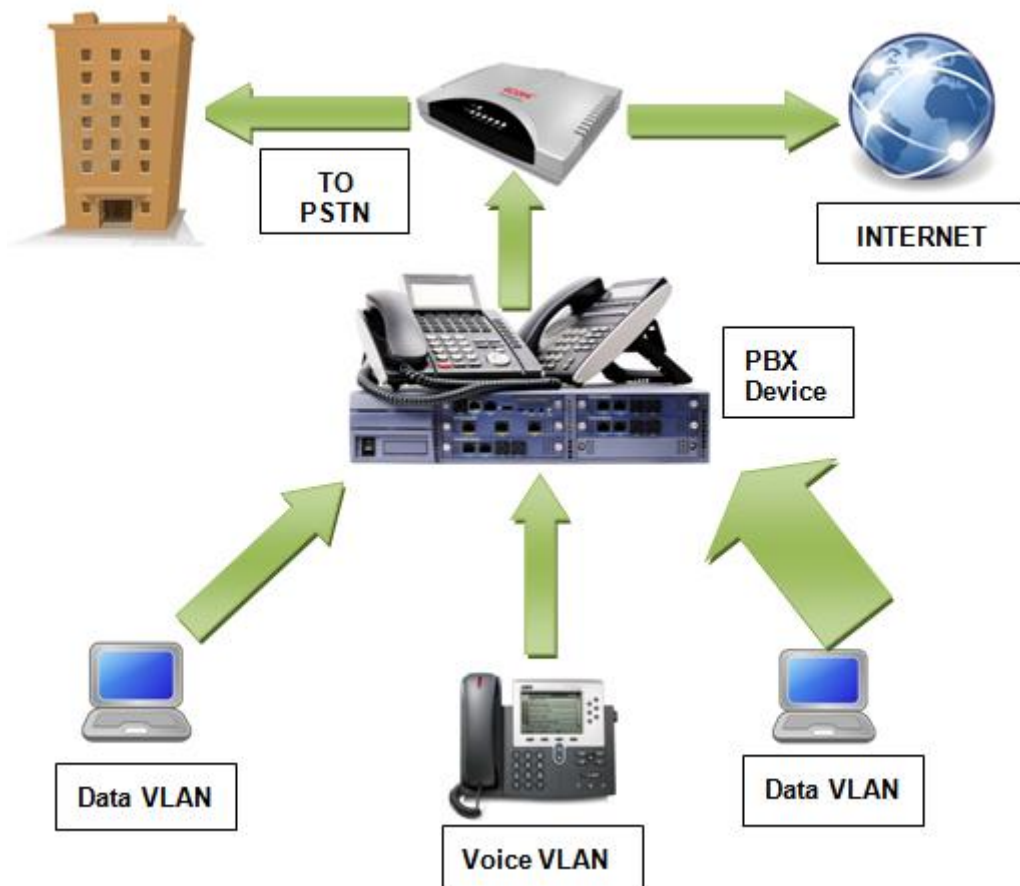 TO
PSTN
INTERNET
PBX
Device
Data VLAN
Voice VLAN
Data VLAN